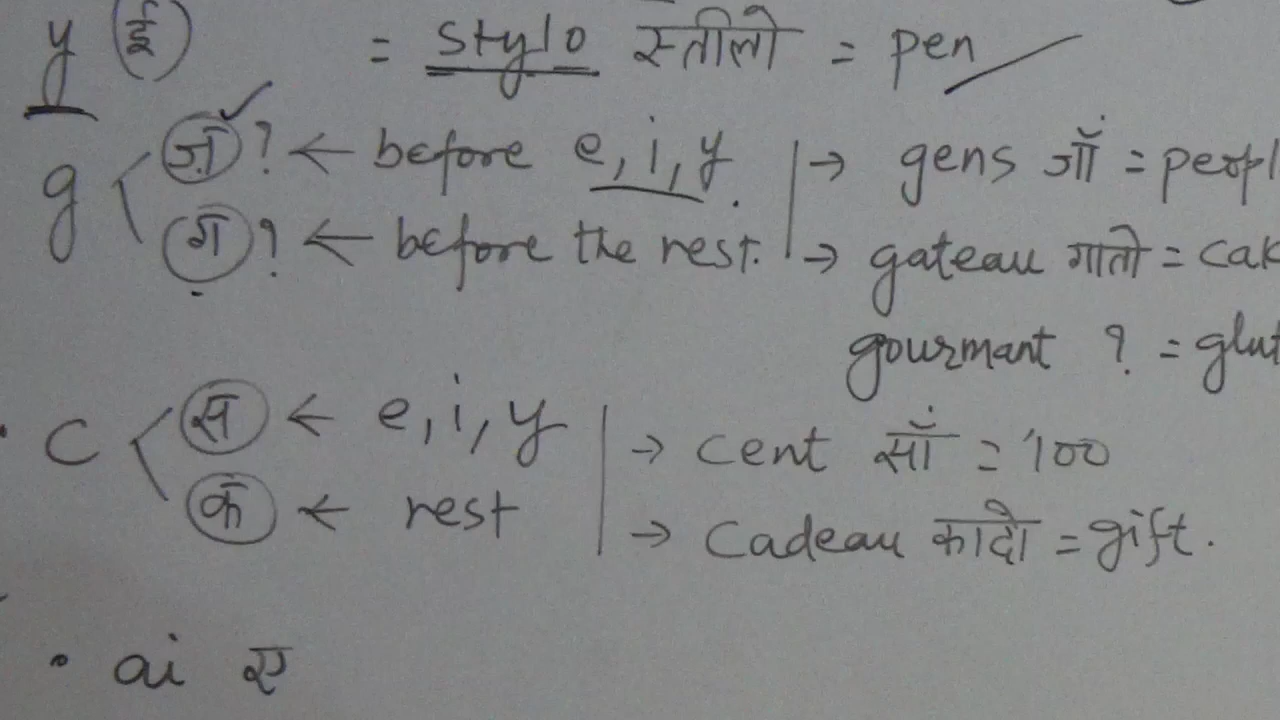 y (ई) = stylo स्तीलो = pen
g ज़ ? ← before e, i, y. → gens जाँ = peopl
ग ? ← before the rest. → gateau गातो = cak
gourmant ? = glut
• c स ← e, i, y → cent साँ = 100
क ← rest → cadeau कादो = gift.
• ai ए